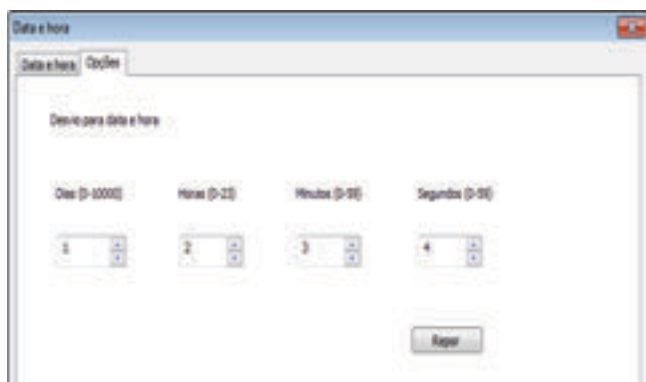 Data e hora
Data e hora Opções
Desvio para data e hora
Dias (0-10000) Horas (0-23) Minutos (0-59) Segundos (0-59)
1 2 3 4
Repor